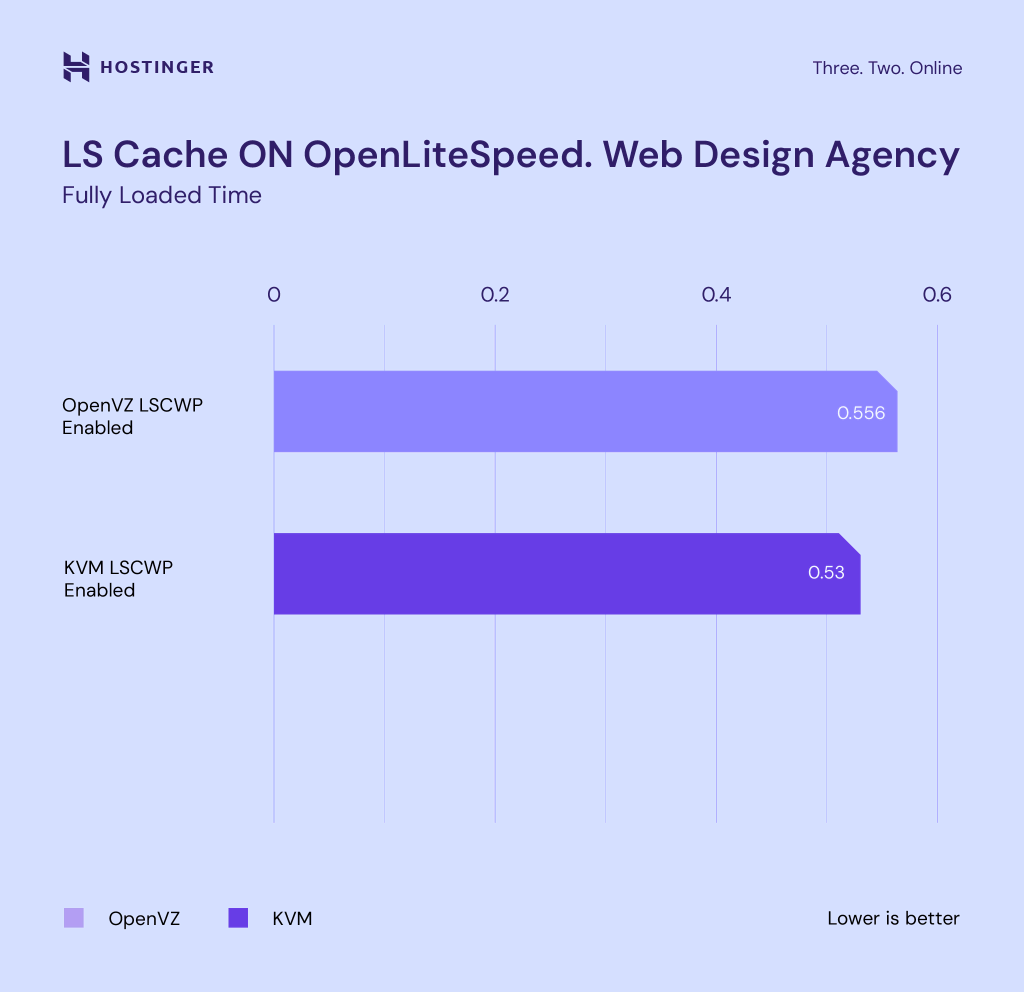 HOSTINGER
Three. Two. Online
LS Cache ON OpenLiteSpeed. Web Design Agency
Fully Loaded Time
0 0.2 0.4 0.6
OpenVZ LSCWP
Enabled
0.556
KVM LSCWP
Enabled
0.53
OpenVZ KVM Lower is better